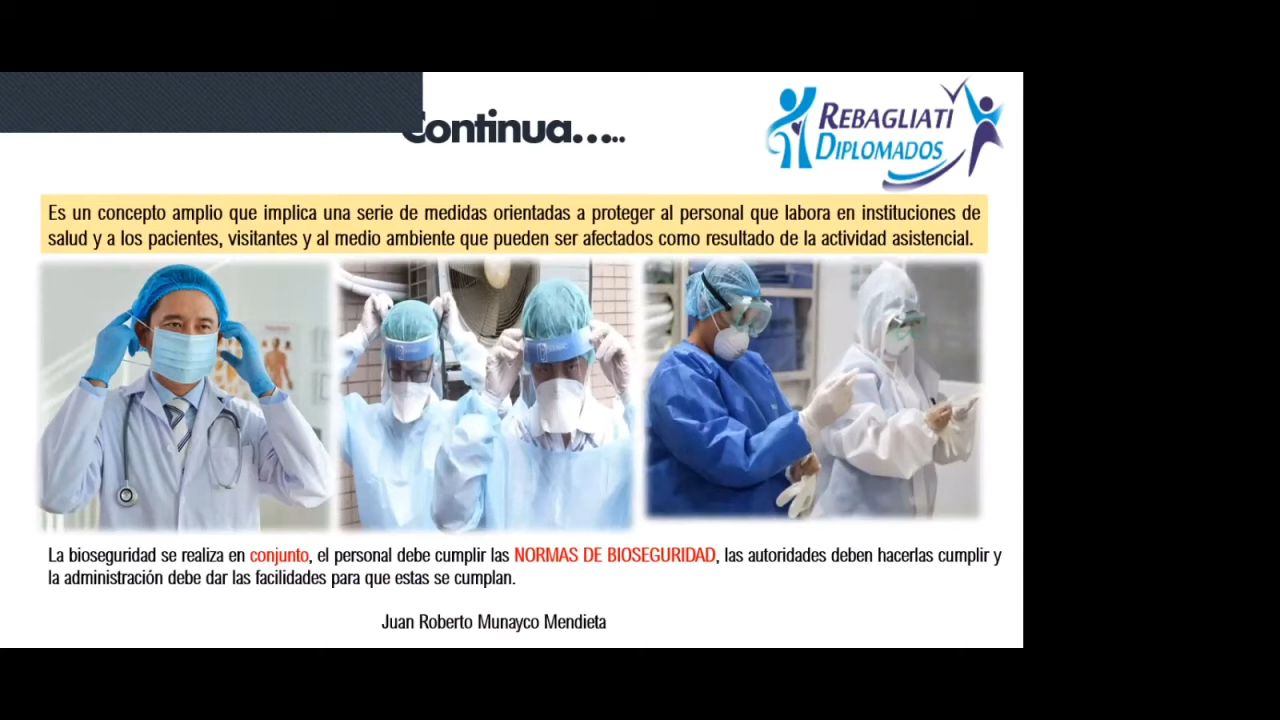 Continua.....
REBAGLIATI
DIPLOMADOS
Es un concepto amplio que implica una serie de medidas orientadas a proteger al personal que labora en instituciones de
salud y a los pacientes, visitantes y al medio ambiente que pueden ser afectados como resultado de la actividad asistencial.
La bioseguridad se realiza en conjunto, el personal debe cumplir las NORMAS DE BIOSEGURIDAD, las autoridades deben hacerlas cumplir y
la administración debe dar las facilidades para que estas se cumplan.
Juan Roberto Munayco Mendieta